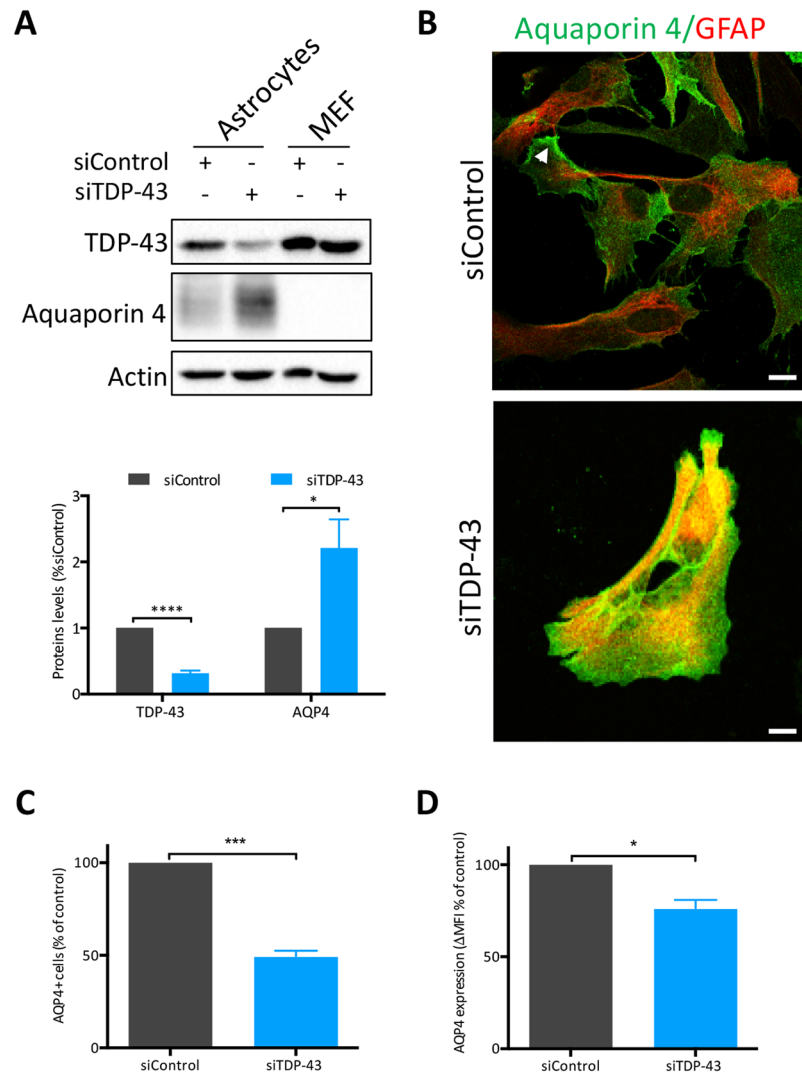 A
Astrocytes
MEF
siControl + - + -
siTDP-43 - + - +
TDP-43
Aquaporin 4
Actin
siControl siTDP-43
Proteins levels (%siControl)
3
2
1
0
****
*
TDP-43 AQP4
B
Aquaporin 4/GFAP
siControl
siTDP-43
C
AQP4+cells (% of control)
100
50
0
***
siControl siTDP-43
D
AQP4 expression (ΔMFI % of control)
100
50
0
*
siControl siTDP-43